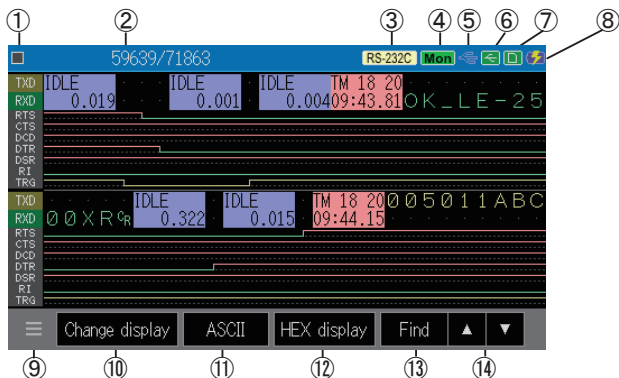 ① ② ③ ④ ⑤ ⑥ ⑦ ⑧
59639/71863 RS-232C Mon
TXD IDLE IDLE IDLE TM 18 20
RXD 0.019 0.001 0.004 09:43.81 OK_LE-25
RTS
CTS
DCD
DTR
DSR
RI
TRG
TXD IDLE IDLE TM 18 20 005011ABC
RXD 00XR CR 0.322 0.015 09:44.15
RTS
CTS
DCD
DTR
DSR
RI
TRG
☰ Change display ASCII HEX display Find ▲ ▼
⑨ ⑩ ⑪ ⑫ ⑬ ⑭